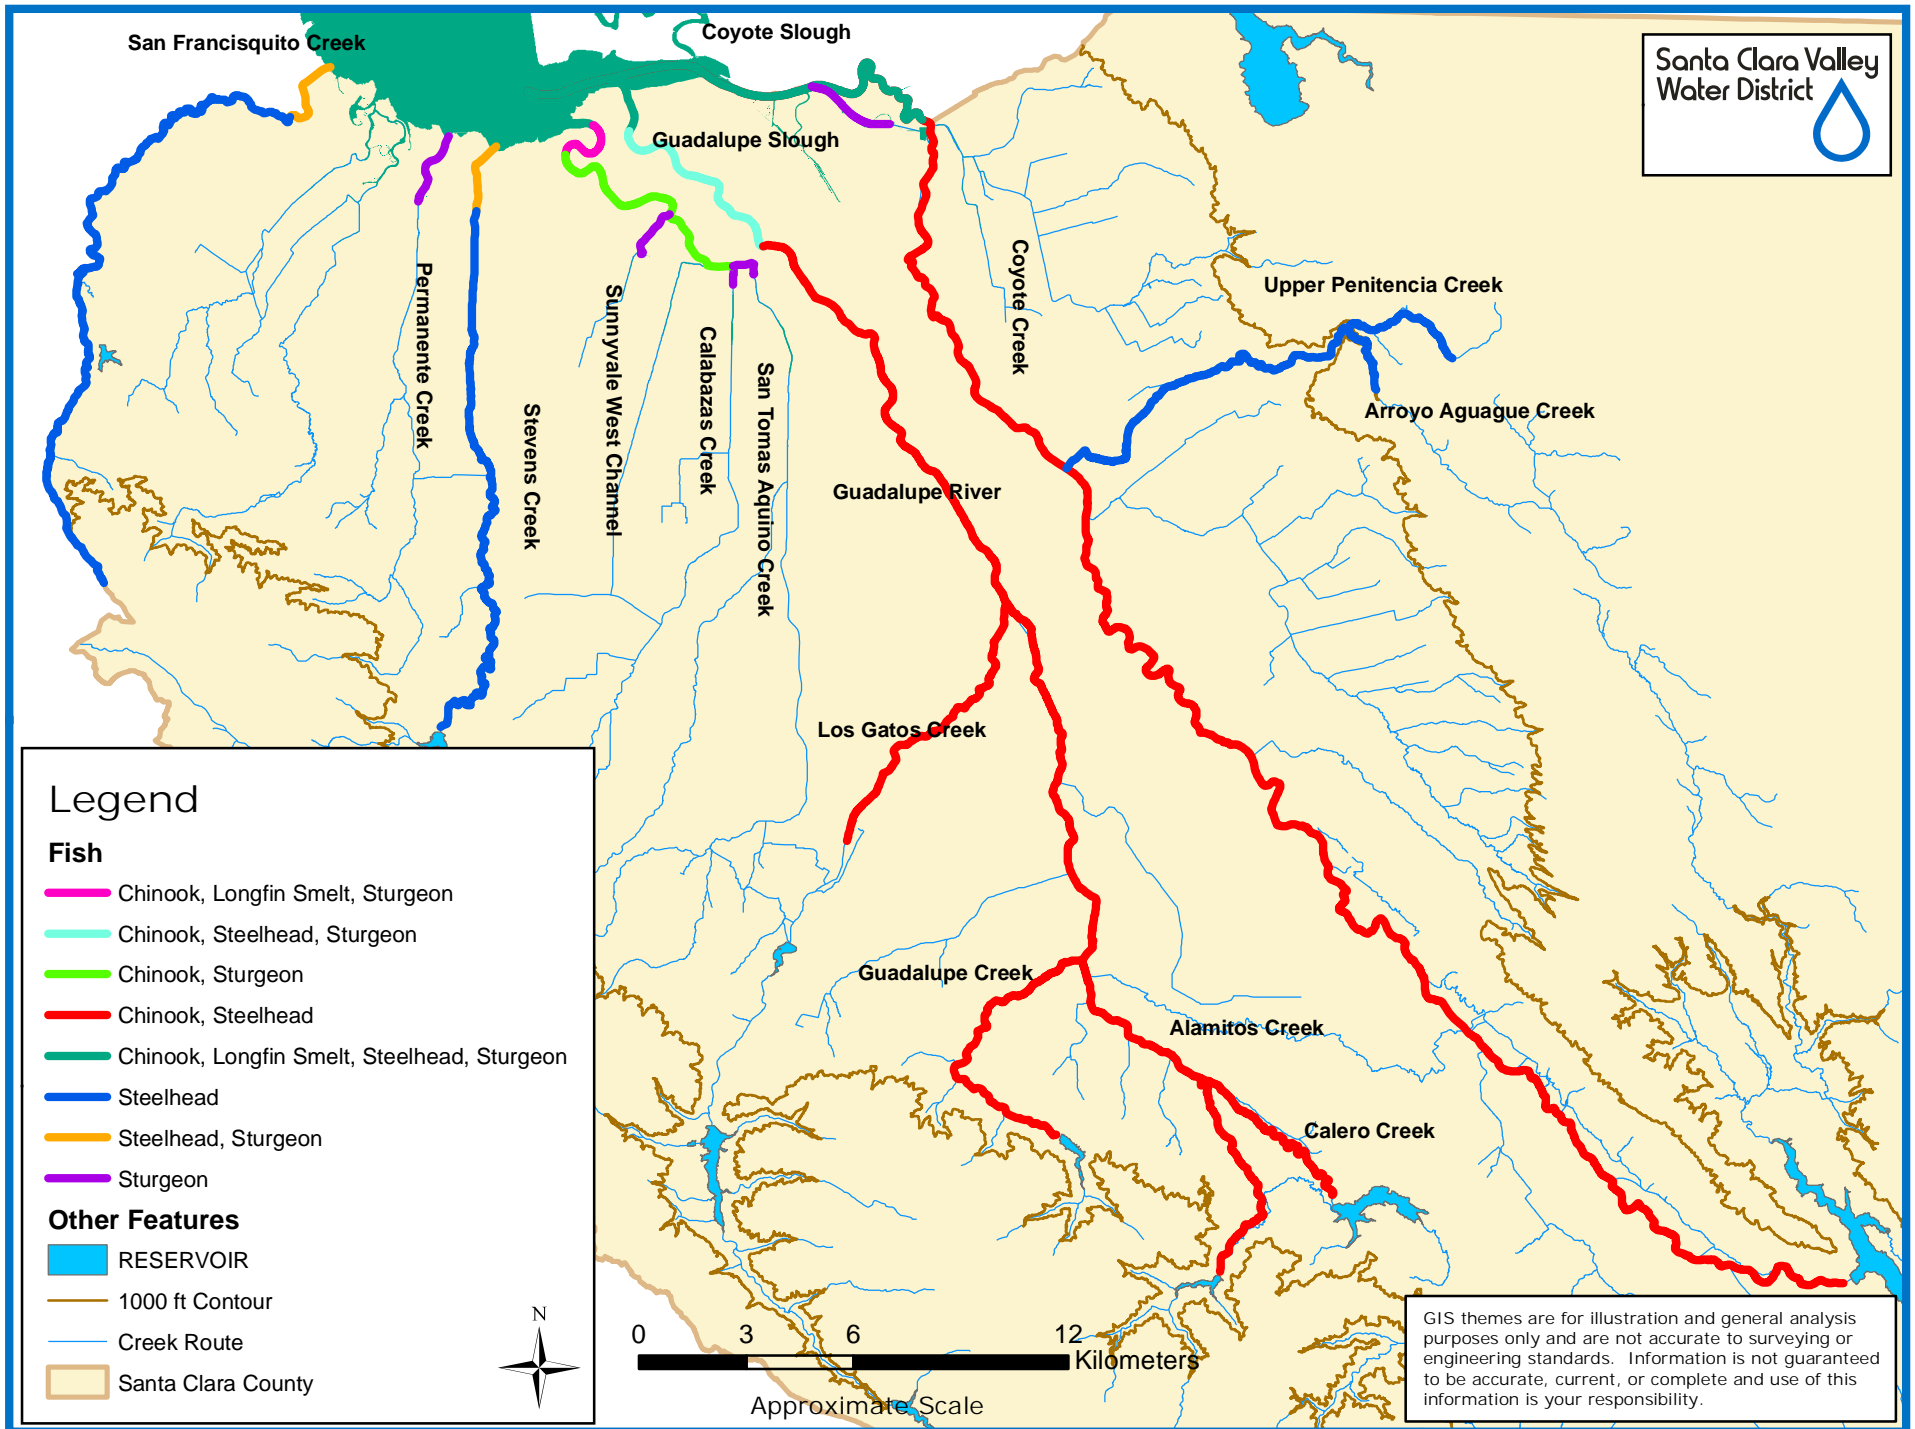 San Francisquito Creek
Coyote Slough
Santa Clara Valley
Water District
Guadalupe Slough
Coyote Creek
Upper Penitencia Creek
Permanente Creek
Sunnyvale West Channel
Calabazas Creek
San Tomas Aquino Creek
Stevens Creek
Arroyo Aguague Creek
Guadalupe River
Los Gatos Creek
Guadalupe Creek
Alamitos Creek
Calero Creek
Legend
Fish
Chinook, Longfin Smelt, Sturgeon
Chinook, Steelhead, Sturgeon
Chinook, Sturgeon
Chinook, Steelhead
Chinook, Longfin Smelt, Steelhead, Sturgeon
Steelhead
Steelhead, Sturgeon
Sturgeon
Other Features
RESERVOIR
1000 ft Contour
Creek Route
Santa Clara County
N
0 3 6 12
Kilometers
Approximate Scale
GIS themes are for illustration and general analysis
purposes only and are not accurate to surveying or
engineering standards. Information is not guaranteed
to be accurate, current, or complete and use of this
information is your responsibility.